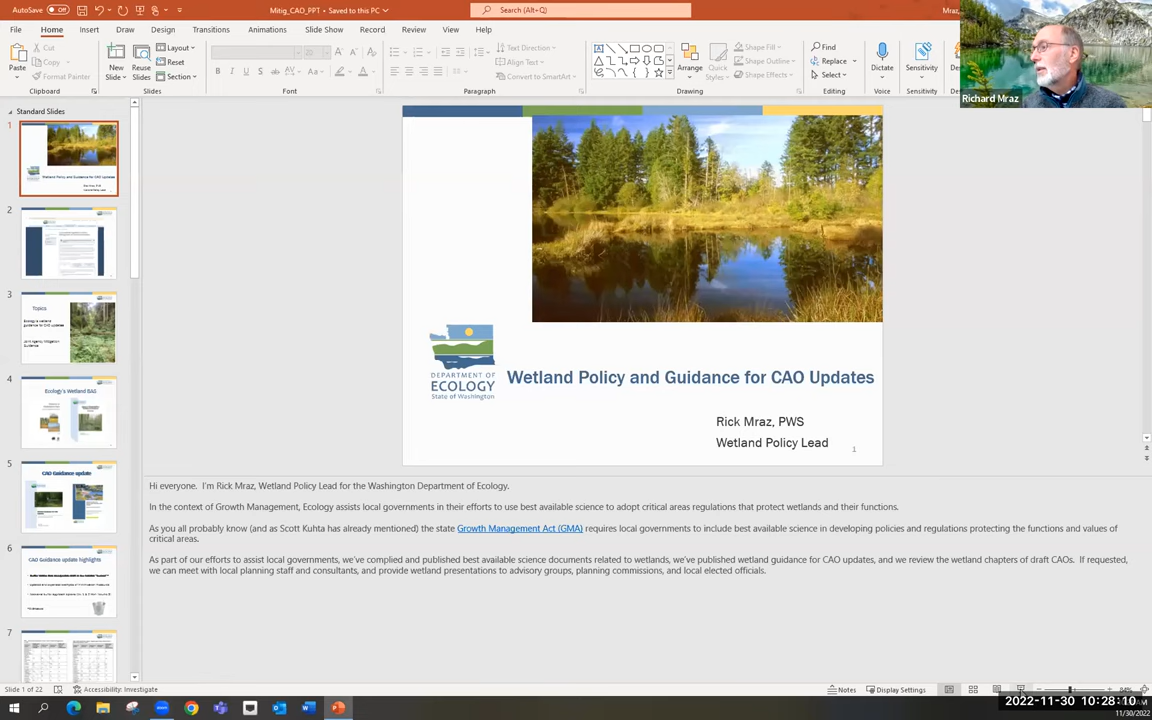 AutoSave
Off
Mitig_CAO_PPT • Saved to this PC
Search (Alt+Q)
Mraz,
File
Home
Insert
Draw
Design
Transitions
Animations
Slide Show
Record
Review
View
Help
Paste
Cut
Copy
Format Painter
Clipboard
New
Slide
Reuse
Slides
Layout
Reset
Section
Slides
Font
Paragraph
Text Direction
Align Text
Convert to SmartArt
Arrange
Quick
Styles
Shape Fill
Shape Outline
Shape Effects
Drawing
Find
Replace
Select
Editing
Dictate
Voice
Sensitivity
Sensitivity
Richard Mraz
Standard Slides
1
2
3
Topics
4
Ecology's Wetland BAS
5
CAO Guidance update
6
CAO Guidance update highlights
7
DEPARTMENT OF
ECOLOGY
State of Washington
Wetland Policy and Guidance for CAO Updates
Rick Mraz, PWS
Wetland Policy Lead
1
Hi everyone. I'm Rick Mraz, Wetland Policy Lead for the Washington Department of Ecology.
In the context of Growth Management, Ecology assists local governments in their efforts to use best available science to adopt critical areas regulations that protect wetlands and their functions.
As you all probably know (and as Scott Kuhta has already mentioned) the state Growth Management Act (GMA) requires local governments to include best available science in developing policies and regulations protecting the functions and values of
critical areas.
As part of our efforts to assist local governments, we've complied and published best available science documents related to wetlands, we've published wetland guidance for CAO updates, and we review the wetland chapters of draft CAOs. If requested,
we can meet with local planning staff and consultants, and provide wetland presentations to advisory groups, planning commissions, and local elected officials.
Slide 1 of 22
Accessibility: Investigate
Notes
Display Settings
2022-11-30 10:28:10
11/30/2022